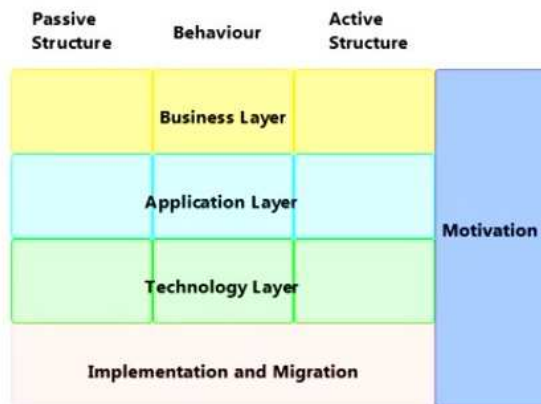 Passive
Structure
Behaviour
Active
Structure
Business Layer
Application Layer
Motivation
Technology Layer
Implementation and Migration